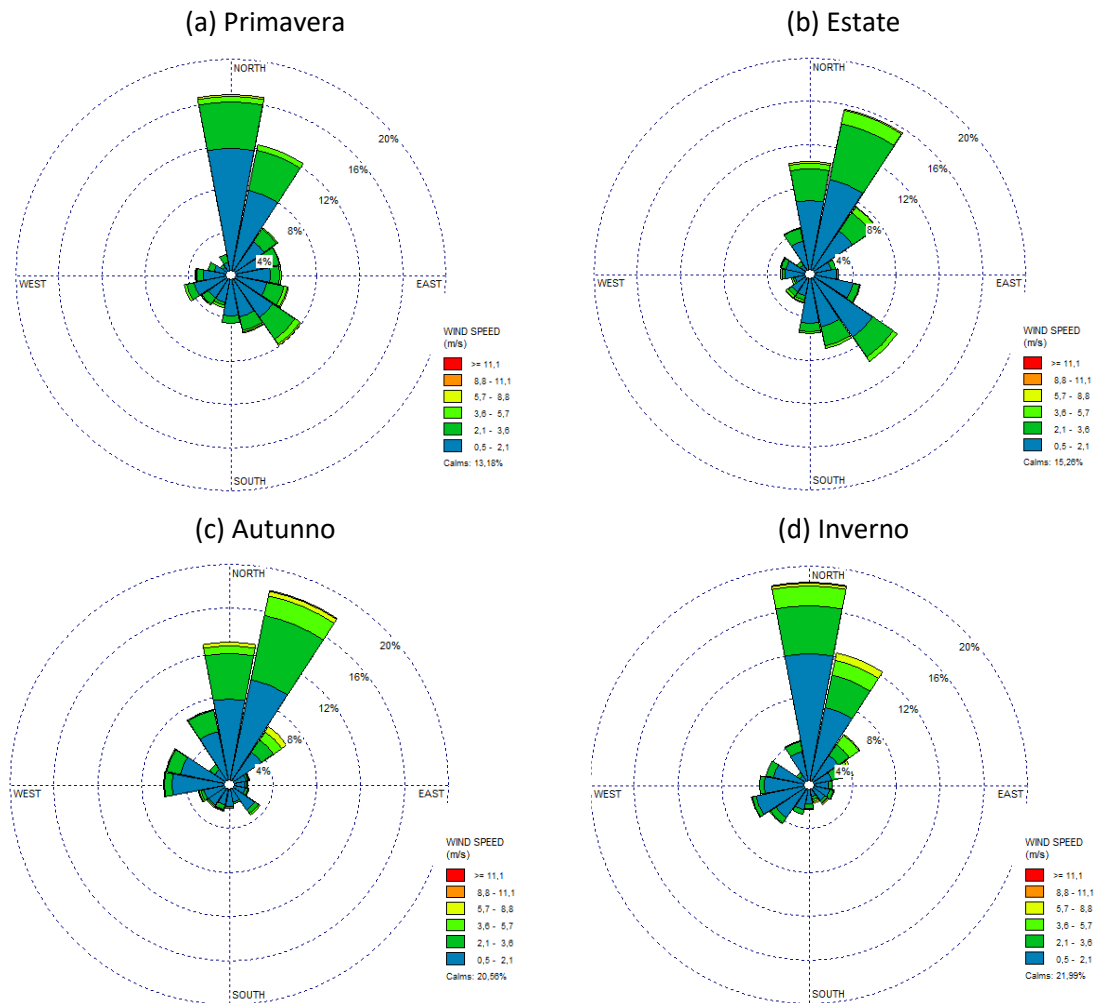 (a) Primavera
NORTH
20%
16%
12%
8%
4%
WEST
EAST
SOUTH
WIND SPEED
(m/s)
>= 11,1
8,8 - 11,1
5,7 - 8,8
3,6 - 5,7
2,1 - 3,6
0,5 - 2,1
Calms: 13,18%
(b) Estate
NORTH
20%
16%
12%
8%
4%
WEST
EAST
SOUTH
WIND SPEED
(m/s)
>= 11,1
8,8 - 11,1
5,7 - 8,8
3,6 - 5,7
2,1 - 3,6
0,5 - 2,1
Calms: 15,26%
(c) Autunno
NORTH
20%
16%
12%
8%
4%
WEST
EAST
SOUTH
WIND SPEED
(m/s)
>= 11,1
8,8 - 11,1
5,7 - 8,8
3,6 - 5,7
2,1 - 3,6
0,5 - 2,1
Calms: 20,56%
(d) Inverno
NORTH
20%
16%
12%
8%
4%
WEST
EAST
SOUTH
WIND SPEED
(m/s)
>= 11,1
8,8 - 11,1
5,7 - 8,8
3,6 - 5,7
2,1 - 3,6
0,5 - 2,1
Calms: 21,99%